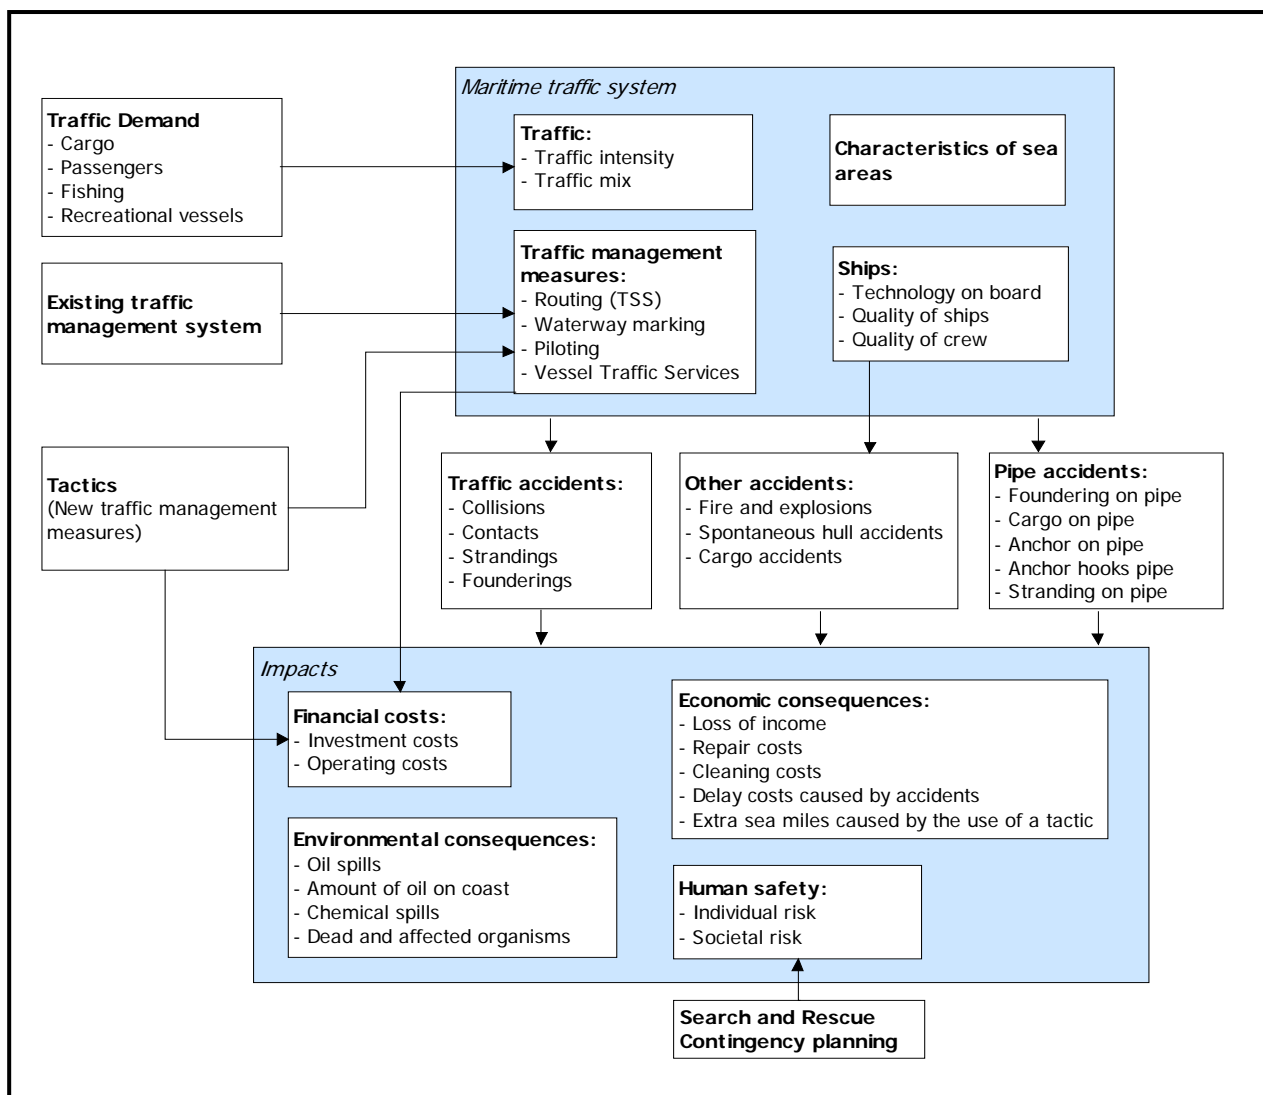 Maritime traffic system
Traffic Demand
- Cargo
- Passengers
- Fishing
- Recreational vessels
Traffic:
- Traffic intensity
- Traffic mix
Characteristics of sea
areas
Existing traffic
management system
Traffic management
measures:
- Routing (TSS)
- Waterway marking
- Piloting
- Vessel Traffic Services
Ships:
- Technology on board
- Quality of ships
- Quality of crew
Tactics
(New traffic management
measures)
Traffic accidents:
- Collisions
- Contacts
- Strandings
- Founderings
Other accidents:
- Fire and explosions
- Spontaneous hull accidents
- Cargo accidents
Pipe accidents:
- Foundering on pipe
- Cargo on pipe
- Anchor on pipe
- Anchor hooks pipe
- Stranding on pipe
Impacts
Financial costs:
- Investment costs
- Operating costs
Economic consequences:
- Loss of income
- Repair costs
- Cleaning costs
- Delay costs caused by accidents
- Extra sea miles caused by the use of a tactic
Environmental consequences:
- Oil spills
- Amount of oil on coast
- Chemical spills
- Dead and affected organisms
Human safety:
- Individual risk
- Societal risk
Search and Rescue
Contingency planning